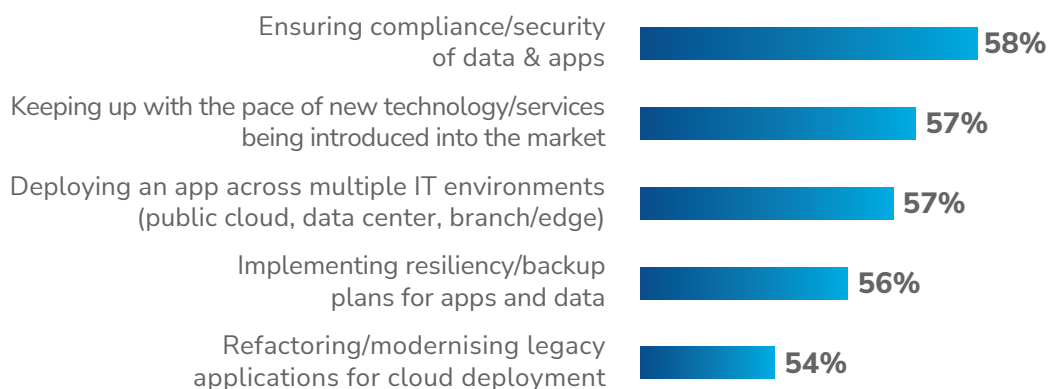 Ensuring compliance/security
of data & apps
58%
Keeping up with the pace of new technology/services
being introduced into the market
57%
Deploying an app across multiple IT environments
(public cloud, data center, branch/edge)
57%
Implementing resiliency/backup
plans for apps and data
56%
Refactoring/modernising legacy
applications for cloud deployment
54%